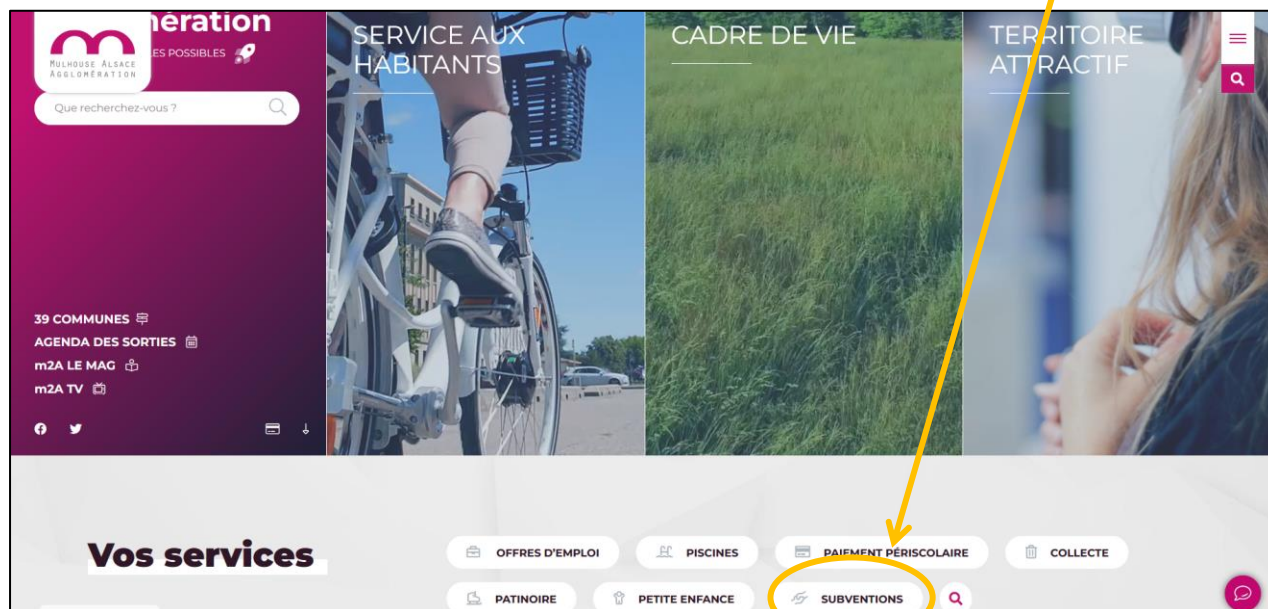 nération
MULHOUSE ALSACE
AGGLOMÉRATION
ES POSSIBLES
Que recherchez-vous ?
39 COMMUNES
AGENDA DES SORTIES
m2A LE MAG
m2A TV
SERVICE AUX
HABITANTS
CADRE DE VIE
TERRITOIRE
ATTRACTIF
Vos services
OFFRES D'EMPLOI
PISCINES
PAIEMENT PÉRISCOLAIRE
COLLECTE
PATINOIRE
PETITE ENFANCE
SUBVENTIONS